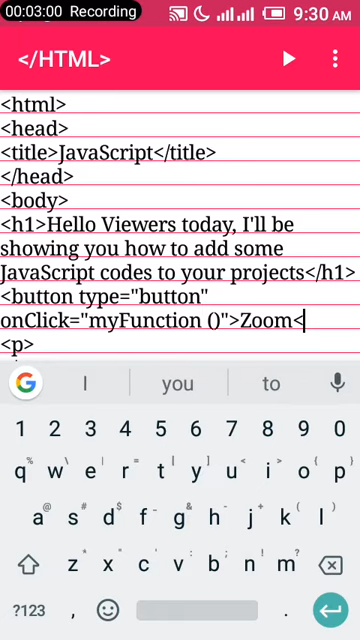 00:03:00 Recording 9:30 AM
</HTML>
<html>
<head>
<title>JavaScript</title>
</head>
<body>
<h1>Hello Viewers today, I'll be
showing you how to add some
JavaScript codes to your projects</h1>
<button type="button"
onClick="myFunction ()">Zoom<
<p>
G I you to
1 2 3 4 5 6 7 8 9 0
q w e r t y u i o p
% \ | = [ ] < > { }
a s d f g h j k l
@ # $ - & - + ( )
z x c v b n m
* " ' : ; ! ?
?123 , .